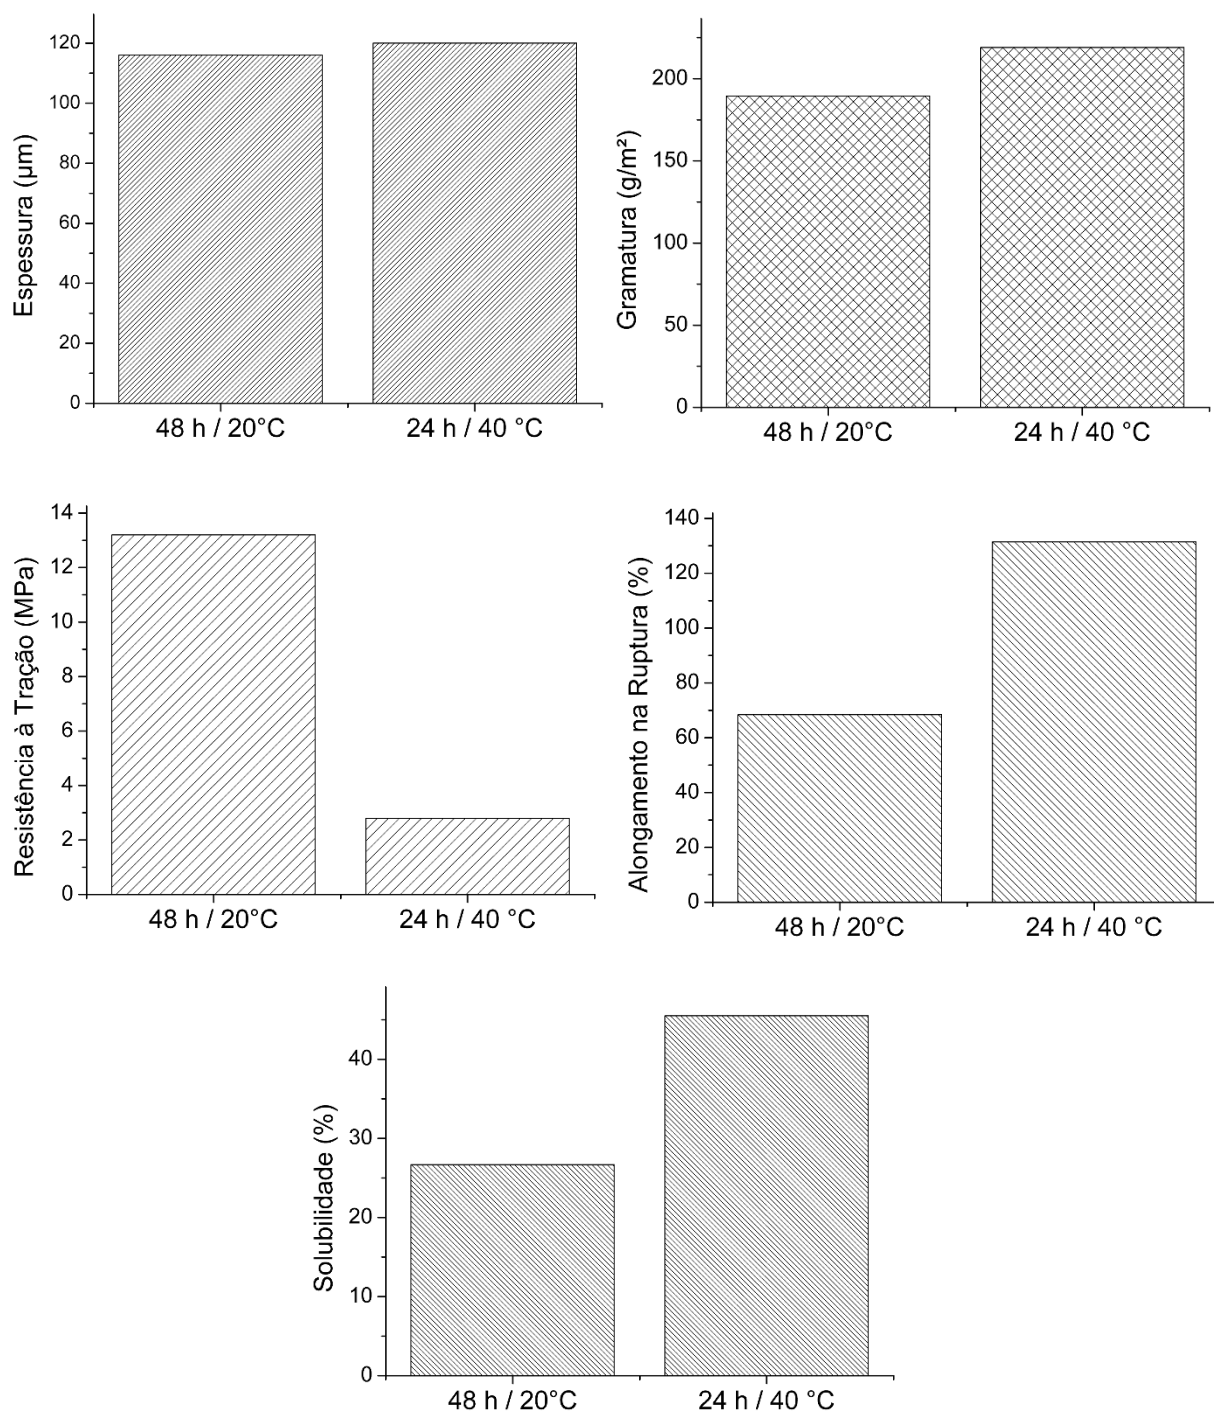 Espessura (µm)
120
100
80
60
40
20
0
48 h / 20°C
24 h / 40 °C
Gramatura (g/m²)
200
150
100
50
0
48 h / 20°C
24 h / 40 °C
Resistência à Tração (MPa)
14
12
10
8
6
4
2
0
48 h / 20°C
24 h / 40 °C
Alongamento na Ruptura (%)
140
120
100
80
60
40
20
0
48 h / 20°C
24 h / 40 °C
Solubilidade (%)
40
30
20
10
0
48 h / 20°C
24 h / 40 °C